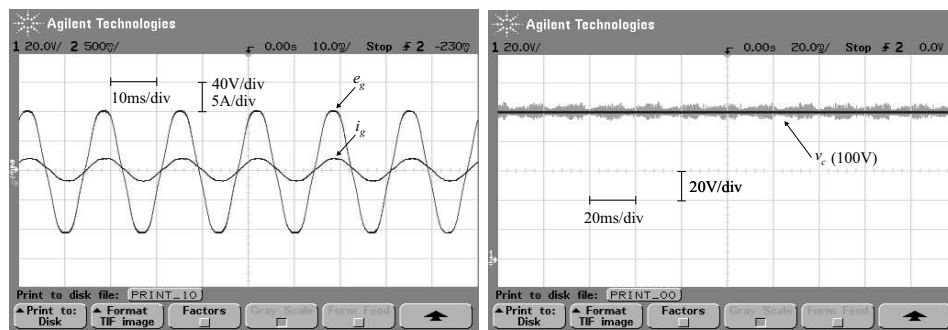 Agilent Technologies
1 20.0V/ 2 500mV/ 0.00s 10.0ms/ Stop 2 -230mV
10ms/div
40V/div
5A/div
e_g
i_g
Print to disk file: PRINT_10
Print to: Disk
Format TIF image
Factors
Gray Scale
Form Feed
Agilent Technologies
1 20.0V/ 0.00s 20.0ms/ Stop 2 0.0V
v_c (100V)
20V/div
20ms/div
Print to disk file: PRINT_00
Print to: Disk
Format TIF image
Factors
Gray Scale
Form Feed